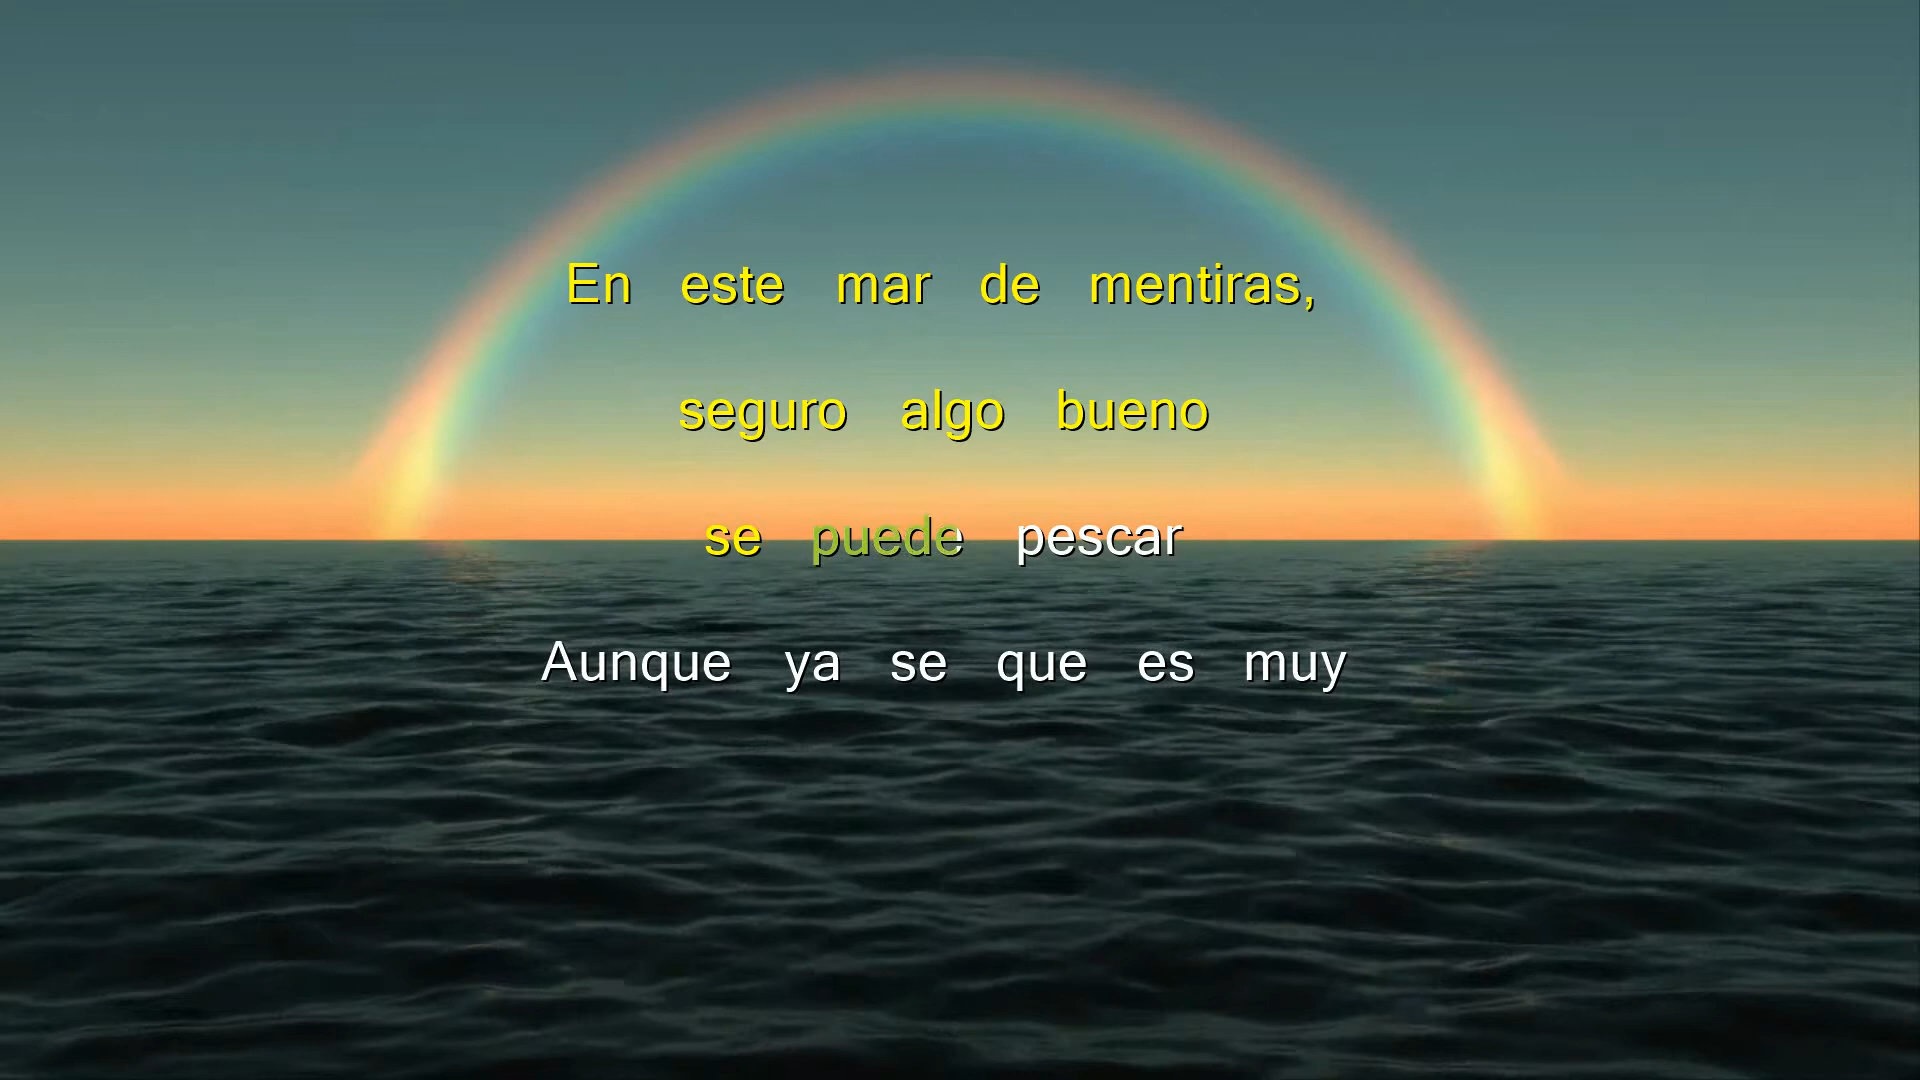 En este mar de mentiras,
seguro algo bueno
se puede pescar
Aunque ya se que es muy